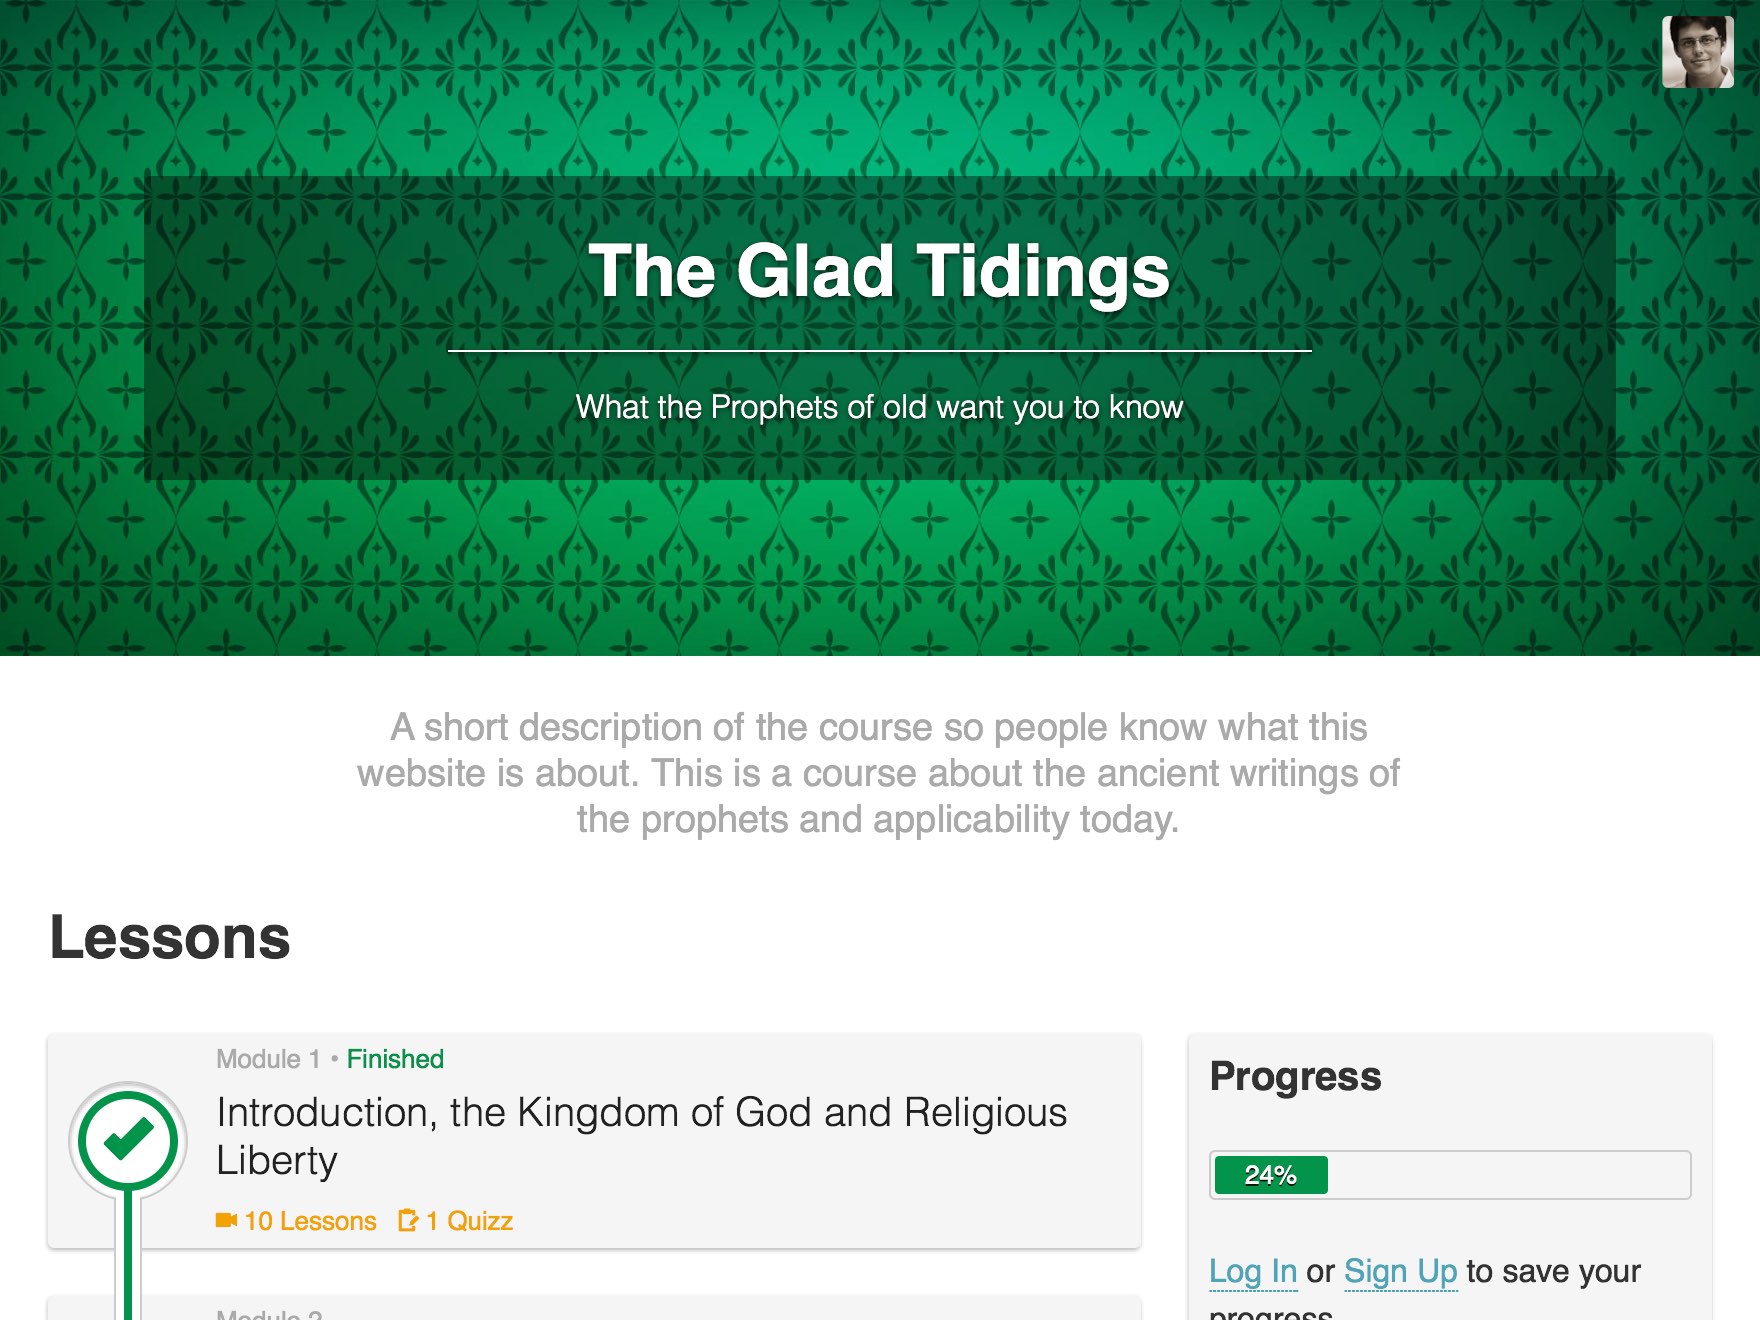 The Glad Tidings
What the Prophets of old want you to know
A short description of the course so people know what this
website is about. This is a course about the ancient writings of
the prophets and applicability today.
Lessons
Module 1 • Finished
Introduction, the Kingdom of God and Religious
Liberty
10 Lessons 1 Quizz
Module 2
Progress
24%
Log In or Sign Up to save your
progress